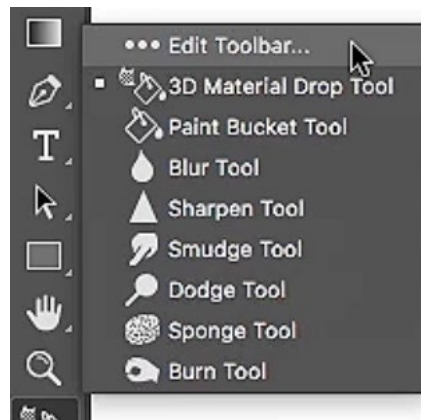 Edit Toolbar...
3D Material Drop Tool
Paint Bucket Tool
T
Blur Tool
Sharpen Tool
Smudge Tool
Dodge Tool
Sponge Tool
Burn Tool